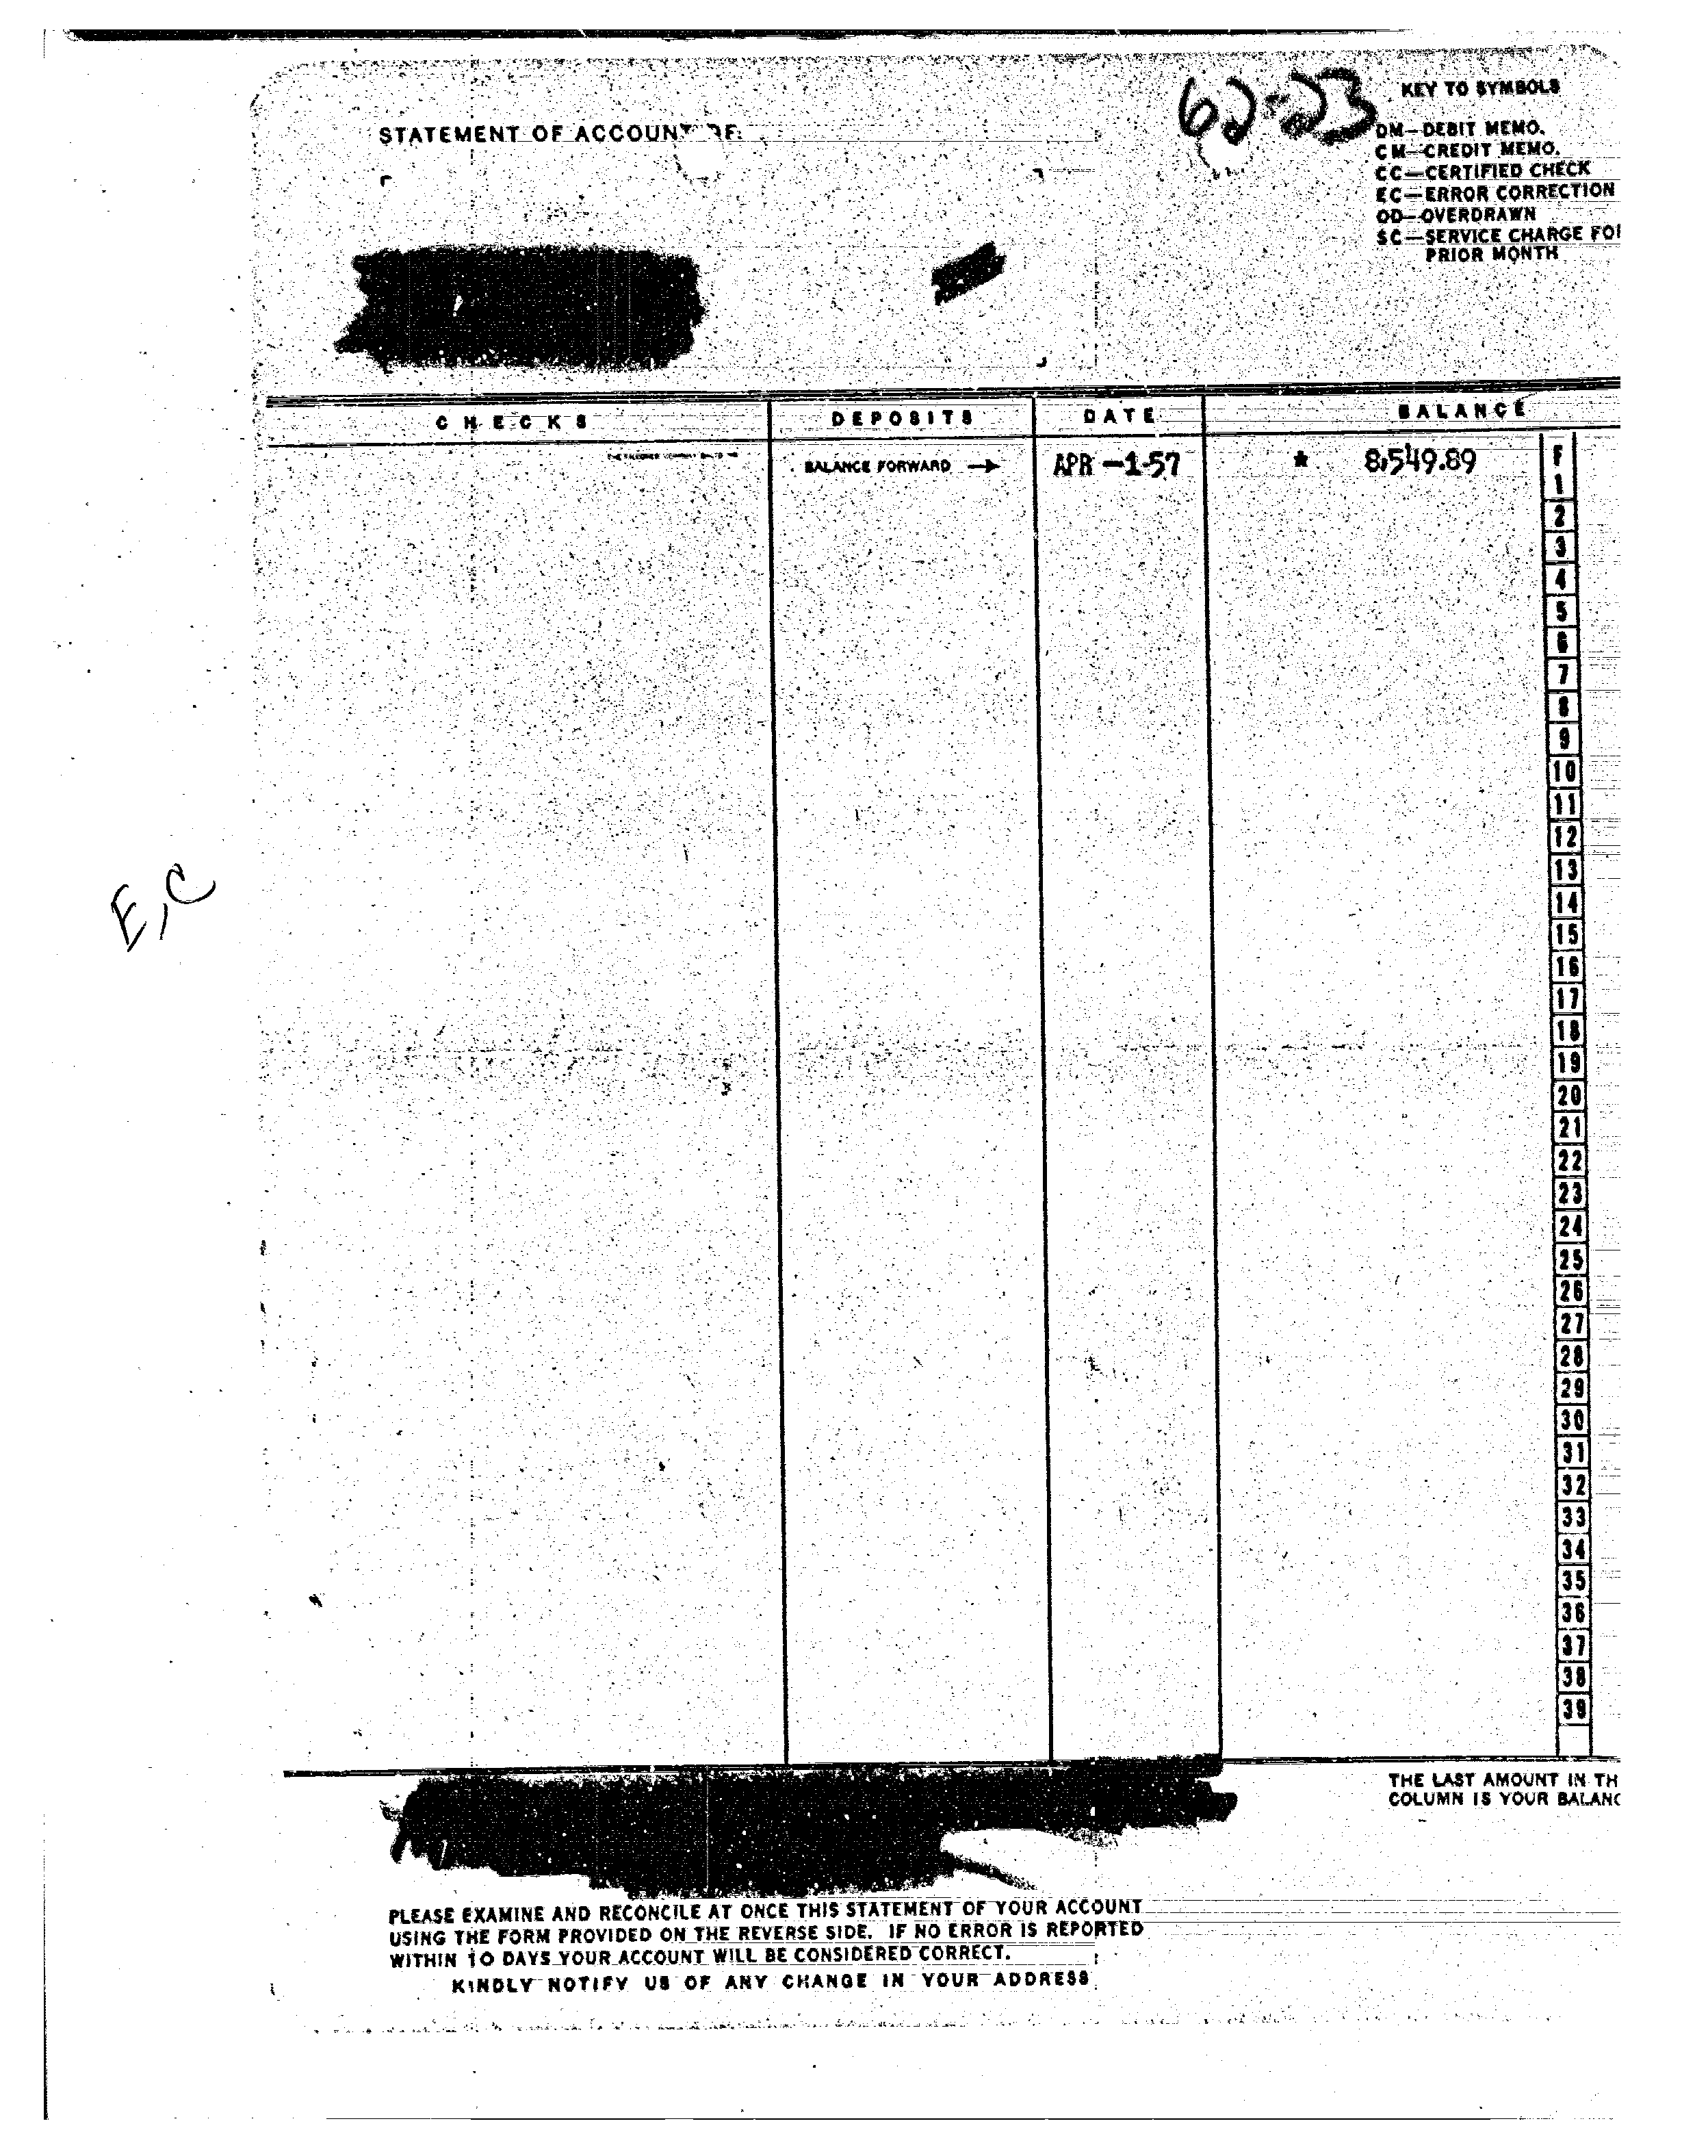 62-23
KEY TO SYMBOLS
STATEMENT OF ACCOUNT OF:
DM—DEBIT MEMO.
CM—CREDIT MEMO.
CC—CERTIFIED CHECK
EC—ERROR CORRECTION
OD—OVERDRAWN
SC—SERVICE CHARGE FO
PRIOR MONTH
CHECKS DEPOSITS DATE BALANCE
BALANCE FORWARD → APR -1-57 * 8,549.89 F
1
2
3
4
5
6
7
8
9
10
11
12
13
E,C
14
15
16
17
18
19
20
21
22
23
24
25
26
27
28
29
30
31
32
33
34
35
36
37
38
39
THE LAST AMOUNT IN TH
COLUMN IS YOUR BALANC
PLEASE EXAMINE AND RECONCILE AT ONCE THIS STATEMENT OF YOUR ACCOUNT
USING THE FORM PROVIDED ON THE REVERSE SIDE. IF NO ERROR IS REPORTED
WITHIN 10 DAYS YOUR ACCOUNT WILL BE CONSIDERED CORRECT.
KINDLY NOTIFY US OF ANY CHANGE IN YOUR ADDRESS